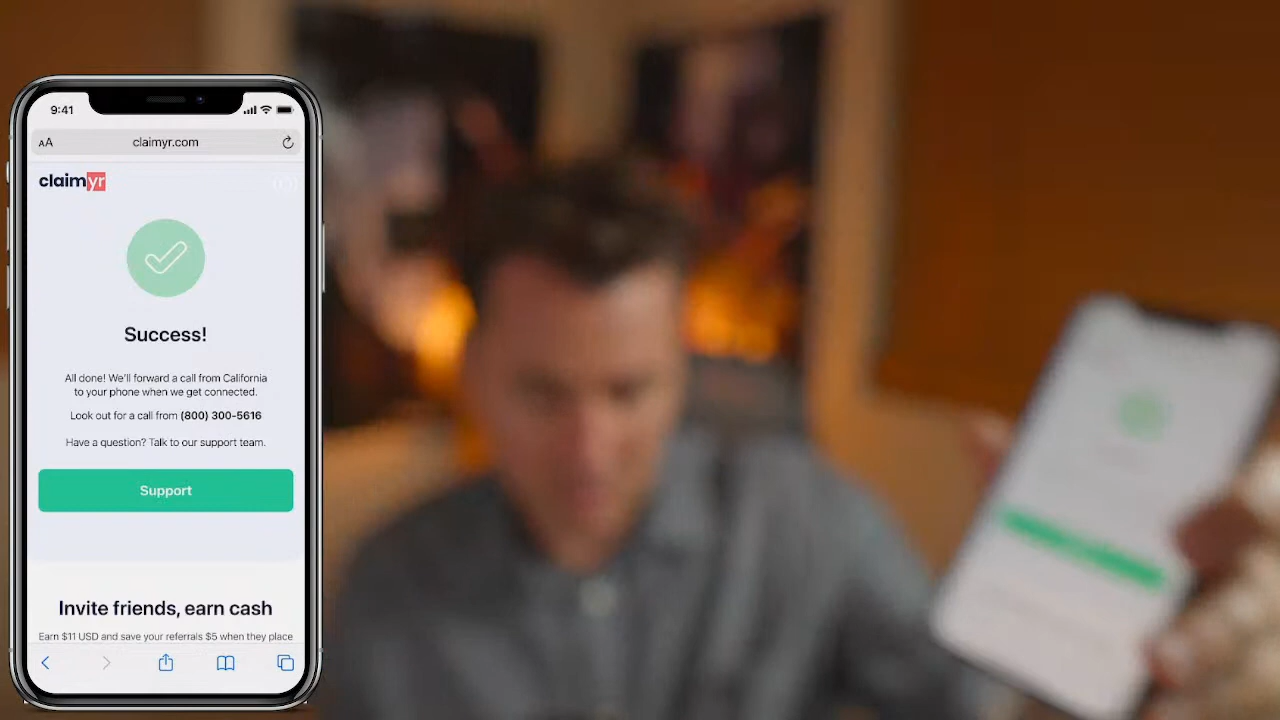 9:41
AA
claimyr.com
claimyr
Success!
All done! We'll forward a call from California
to your phone when we get connected.
Look out for a call from (800) 300-5616
Have a question? Talk to our support team.
Support
Invite friends, earn cash
Earn $11 USD and save your referrals $5 when they place